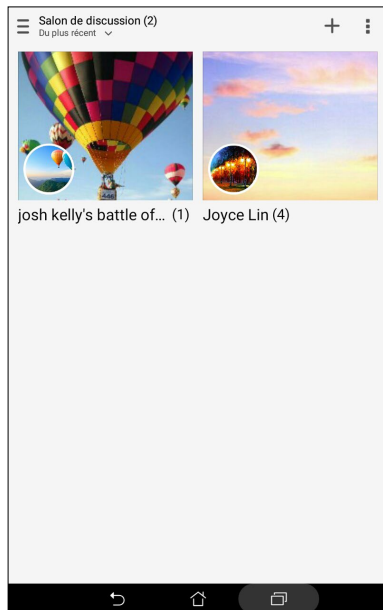 Salon de discussion (2)
Du plus récent
josh kelly's battle of... (1)
Joyce Lin (4)